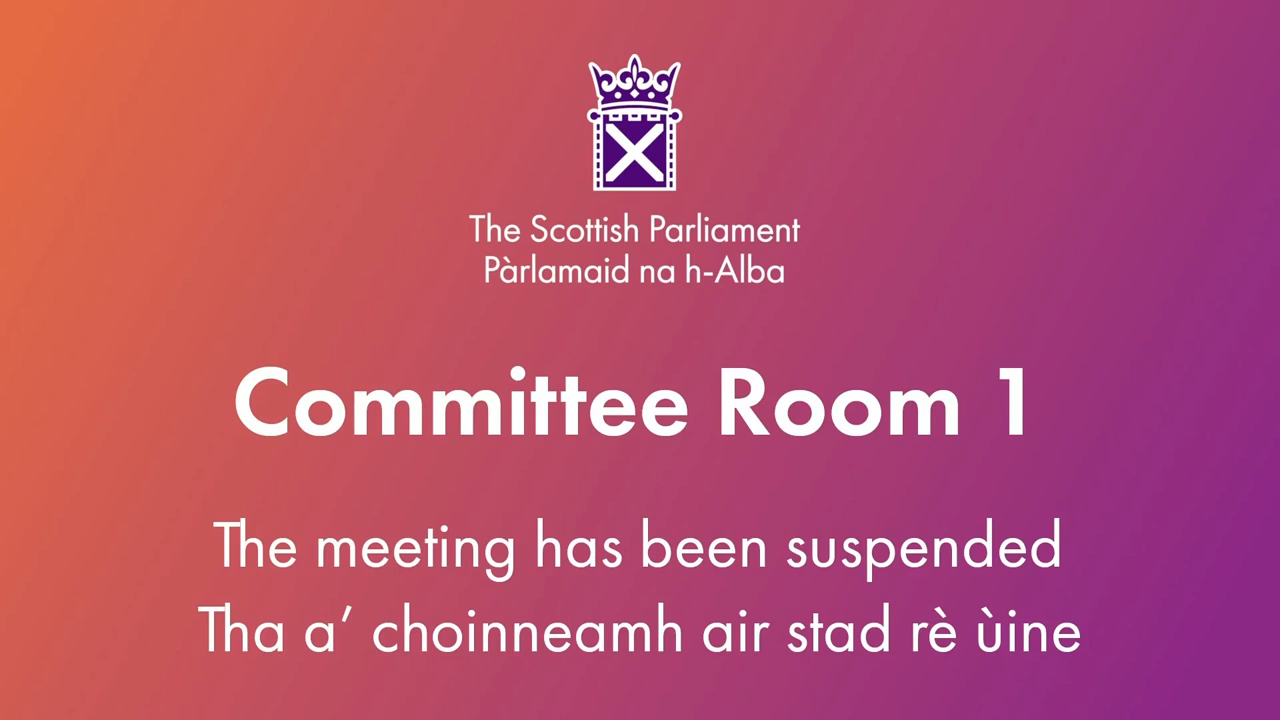 The Scottish Parliament
Pàrlamaid na h-Alba
Committee Room 1
The meeting has been suspended
Tha a’ choinneamh air stad rè ùine